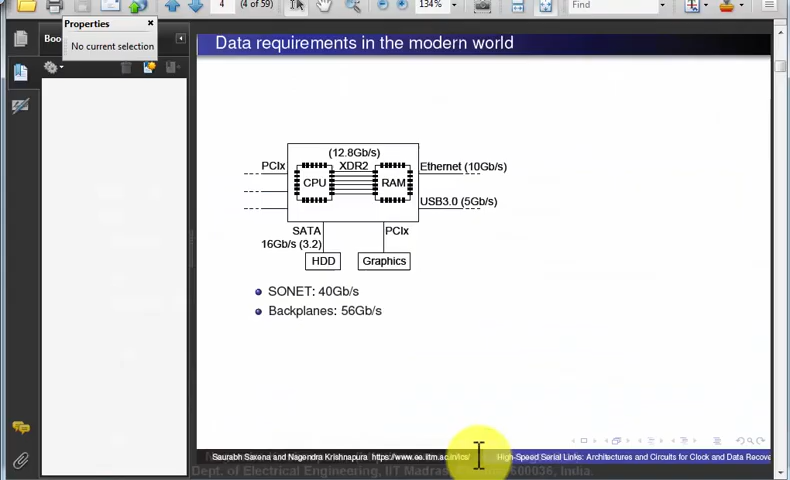 4 (4 of 59) 134% Find
Properties
No current selection
Boo
Data requirements in the modern world
(12.8Gb/s)
PCIx XDR2 Ethernet (10Gb/s)
CPU RAM
USB3.0 (5Gb/s)
SATA PCIx
16Gb/s (3.2)
HDD Graphics
SONET: 40Gb/s
Backplanes: 56Gb/s
Saurabh Saxena and Nagendra Krishnapura https://www.ee.iitm.ac.in/ics/ High-Speed Serial Links: Architectures and Circuits for Clock and Data Recove
Dept. of Electrical Engineering, IIT Madras, 600036, India.